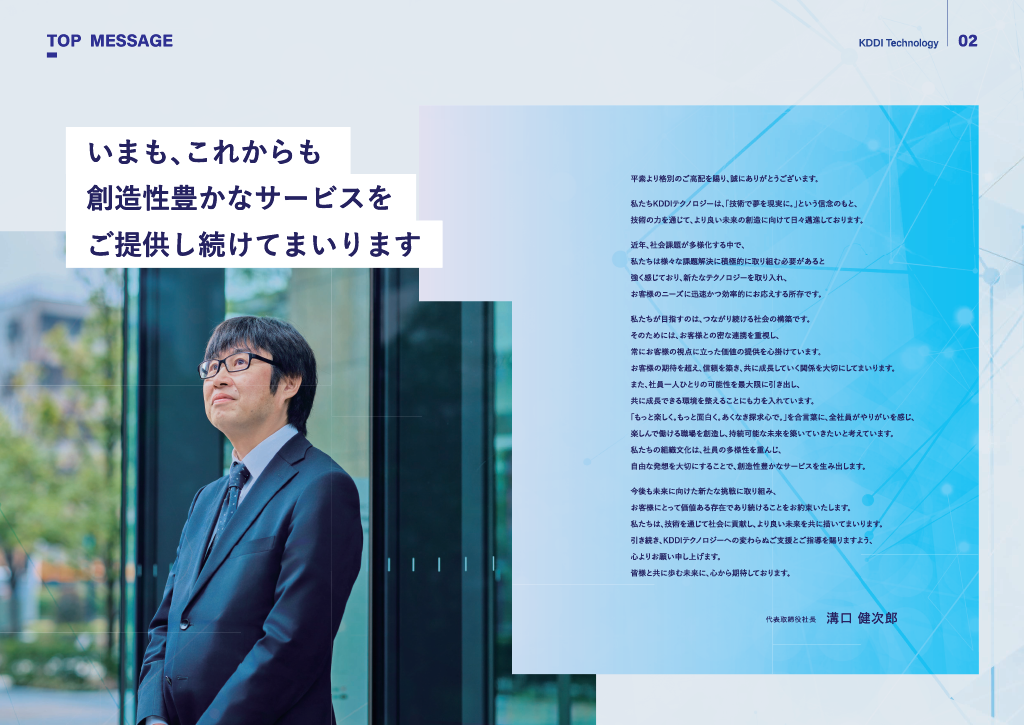 TOP MESSAGE
KDDI Technology 02
いまも、これからも
創造性豊かなサービスを
ご提供し続けてまいります
平素より格別のご高配を賜り、誠にありがとうございます。
私たちKDDIテクノロジーは、「技術で夢を現実に。」という信念のもと、
技術の力を通じて、より良い未来の創造に向けて日々邁進しております。
近年、社会課題が多様化する中で、
私たちは様々な課題解決に積極的に取り組む必要があると
強く感じており、新たなテクノロジーを取り入れ、
お客様のニーズに迅速かつ効率的にお応えする所存です。
私たちが目指すのは、つながり続ける社会の構築です。
そのためには、お客様との密な連携を重視し、
常にお客様の視点に立った価値の提供を心掛けています。
お客様の期待を超え、信頼を築き、共に成長していく関係を大切にしてまいります。
また、社員一人ひとりの可能性を最大限に引き出し、
共に成長できる環境を整えることにも力を入れています。
「もっと楽しく。もっと面白く。あくなき探求心で。」を合言葉に、全社員がやりがいを感じ、
楽しんで働ける職場を創造し、持続可能な未来を築いていきたいと考えています。
私たちの組織文化は、社員の多様性を重んじ、
自由な発想を大切にすることで、創造性豊かなサービスを生み出します。
今後も未来に向けた新たな挑戦に取り組み、
お客様にとって価値ある存在であり続けることをお約束いたします。
私たちは、技術を通じて社会に貢献し、より良い未来を共に描いてまいります。
引き続き、KDDIテクノロジーへの変わらぬご支援とご指導を賜りますよう、
心よりお願い申し上げます。
皆様と共に歩む未来に、心から期待しております。
代表取締役社長 溝口 健次郎